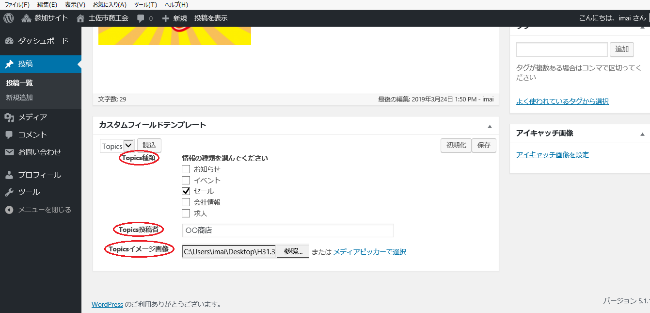 ファイル(F) 編集(E) 表示(V) お気に入り(A) ツール(T) ヘルプ(H)
参加サイト 土佐市商工会 0 新規 投稿を表示 こんにちは、imai さん
ダッシュボード
投稿
投稿一覧
新規追加
メディア
コメント
お問い合わせ
プロフィール
ツール
メニューを閉じる
文字数: 29 最後の編集: 2019年3月24日 1:50 PM - imai
カスタムフィールドテンプレート
Topics 読込 初期化 保存
Topics種類 情報の種類を選んでください
お知らせ
イベント
セール
会社情報
求人
Topics投稿者 〇〇商店
Topicsイメージ画像 C:\Users\imai\Desktop\H31.3 参照... または メディアピッカーで選択
追加
タグが複数ある場合はコンマで区切ってください
よく使われているタグから選択
アイキャッチ画像
アイキャッチ画像を設定
WordPress のご利用ありがとうございます。
バージョン 5.1.